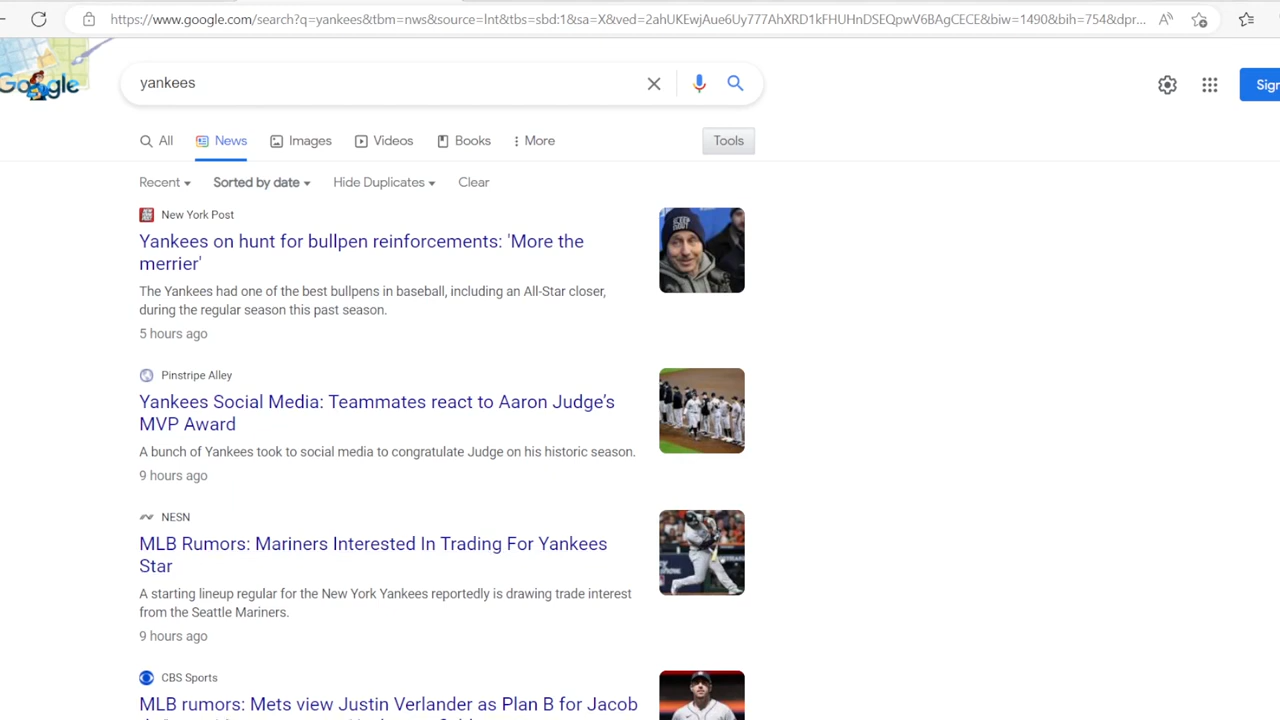 https://www.google.com/search?q=yankees&tbm=nws&source=lnt&tbs=sbd:1&sa=X&ved=2ahUKEwjAue6Uy777AhXRD1kFHUHnDSEQpwV6BAgCECE&biw=1490&bih=754&dpr...
Google
yankees
Sign
All News Images Videos Books More Tools
Recent Sorted by date Hide Duplicates Clear
New York Post
Yankees on hunt for bullpen reinforcements: 'More the
merrier'
The Yankees had one of the best bullpens in baseball, including an All-Star closer,
during the regular season this past season.
5 hours ago
Pinstripe Alley
Yankees Social Media: Teammates react to Aaron Judge’s
MVP Award
A bunch of Yankees took to social media to congratulate Judge on his historic season.
9 hours ago
NESN
MLB Rumors: Mariners Interested In Trading For Yankees
Star
A starting lineup regular for the New York Yankees reportedly is drawing trade interest
from the Seattle Mariners.
9 hours ago
CBS Sports
MLB rumors: Mets view Justin Verlander as Plan B for Jacob